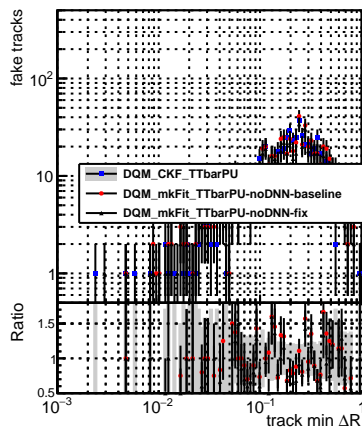 fake tracks
10²
10
1
DQM_CKF_TTbarPU
DQM_mkFit_TTbarPU-noDNN-baseline
DQM_mkFit_TTbarPU-noDNN-fix
Ratio
1.5
1
0.5
10⁻³ 10⁻² 10⁻¹ 1
track min ΔR